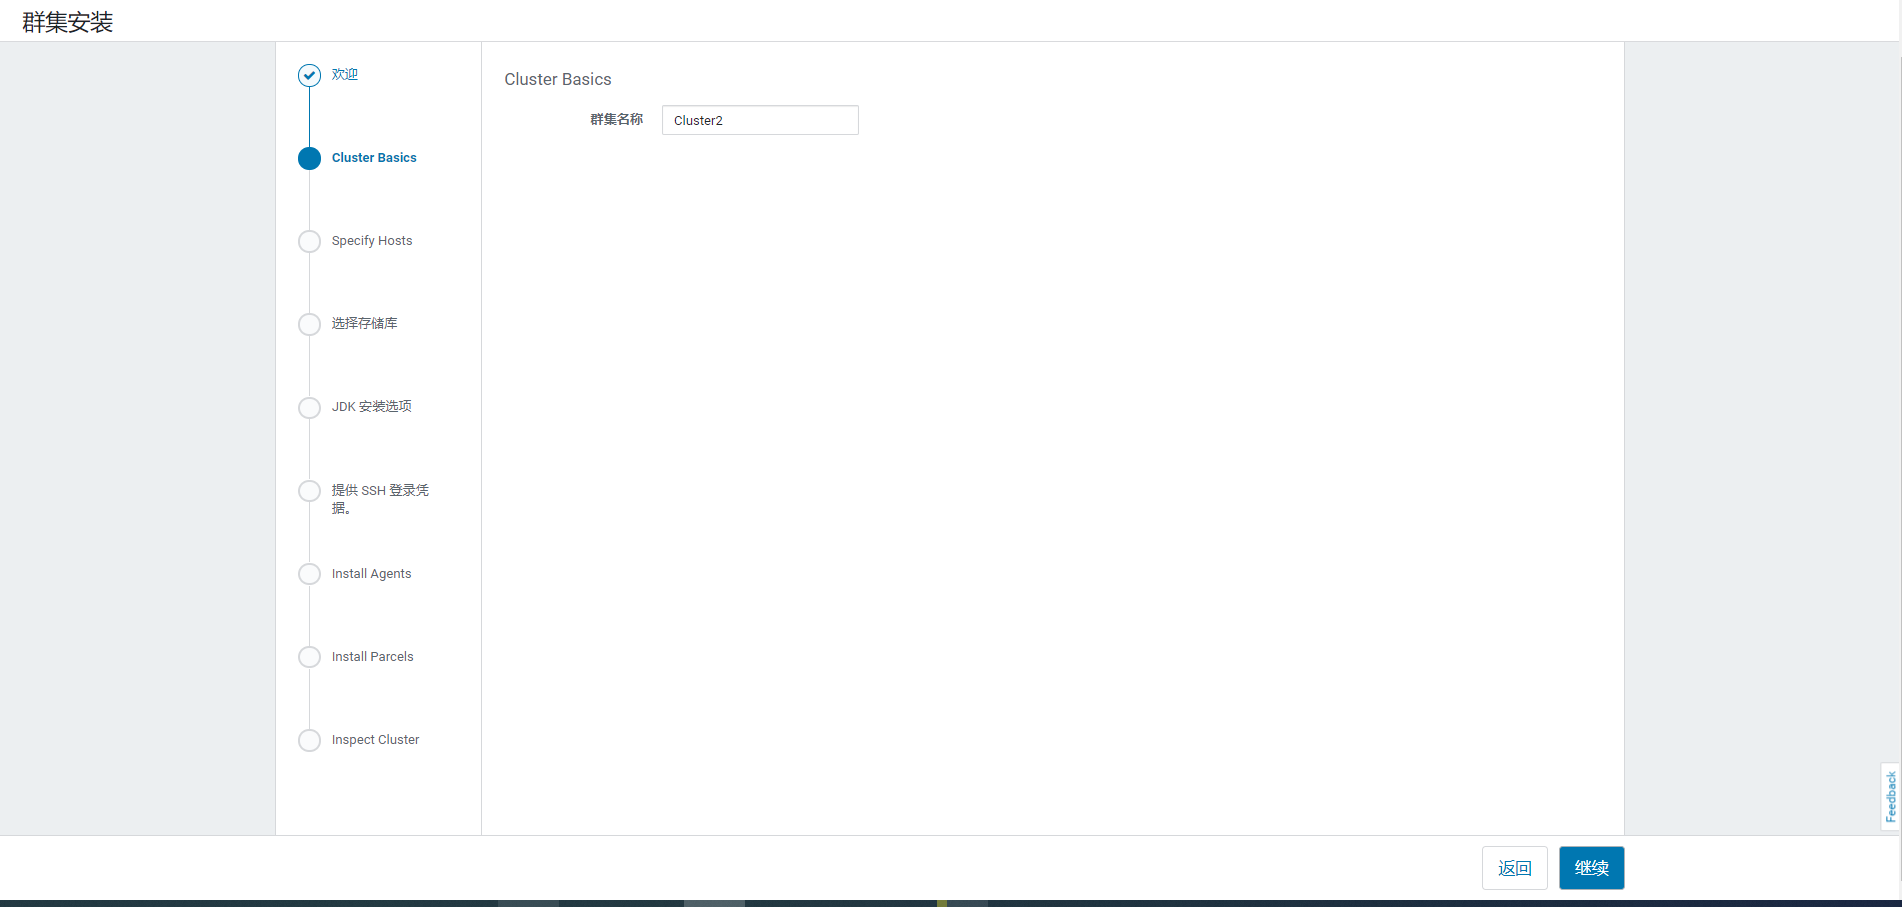 群集安装
欢迎
Cluster Basics
Specify Hosts
选择存储库
JDK 安装选项
提供 SSH 登录凭
据。
Install Agents
Install Parcels
Inspect Cluster
Cluster Basics
群集名称 Cluster2
Feedback
返回 继续